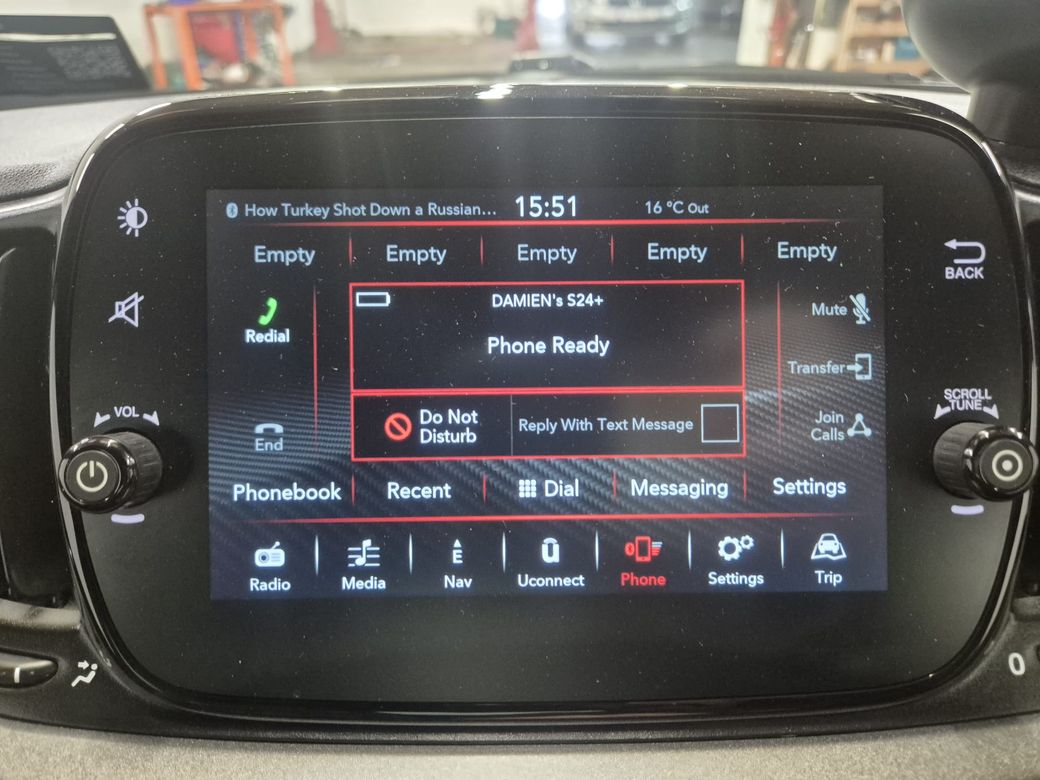 How Turkey Shot Down a Russian...
15:51
16 °C Out
Empty
Empty
Empty
Empty
Empty
Redial
DAMIEN's S24+
Phone Ready
Mute
Transfer
BACK
VOL
End
Do Not
Disturb
Reply With Text Message
Join
Calls
SCROLL
TUNE
Phonebook
Recent
Dial
Messaging
Settings
Radio
Media
E
Nav
u
Uconnect
Phone
Settings
Trip
0